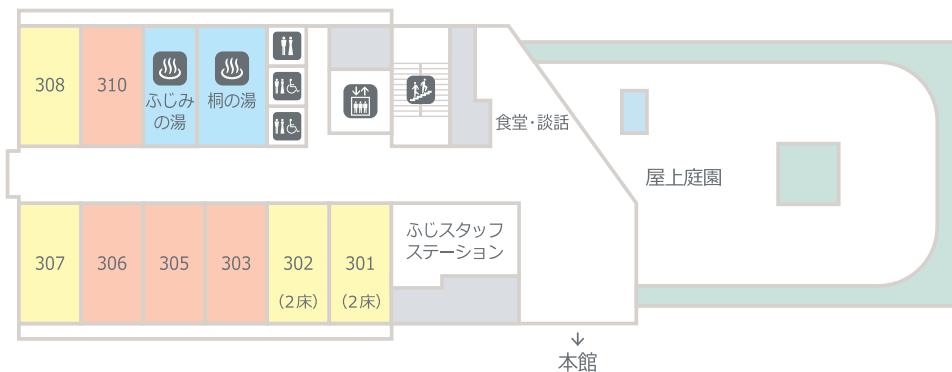 308
310
ふじみ
の湯
桐の湯
食堂・談話
屋上庭園
307
306
305
303
302
(2床)
301
(2床)
ふじスタッフ
ステーション
本館